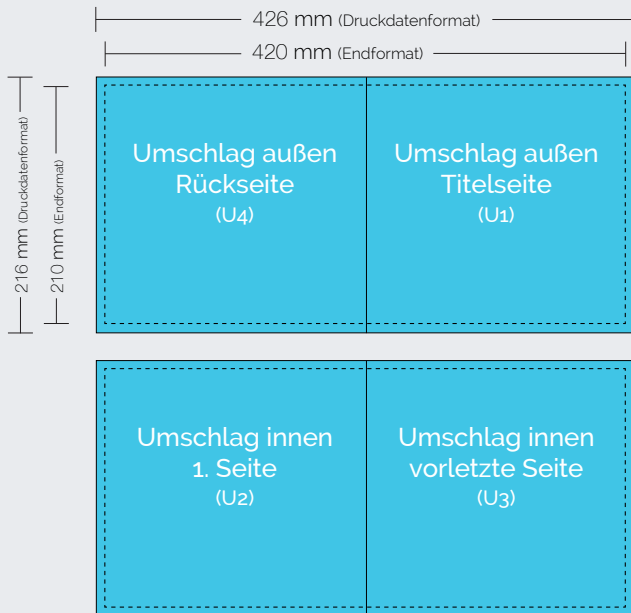 426 mm (Druckdatenformat)
420 mm (Endformat)
216 mm (Druckdatenformat)
210 mm (Endformat)
Umschlag außen
Rückseite
(U4)
Umschlag außen
Titelseite
(U1)
Umschlag innen
1. Seite
(U2)
Umschlag innen
vorletzte Seite
(U3)